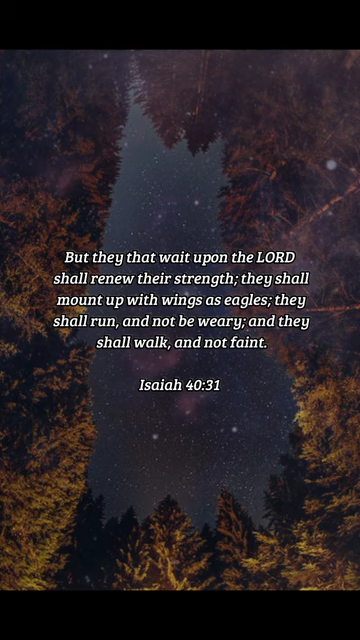 But they that wait upon the LORD
shall renew their strength; they shall
mount up with wings as eagles; they
shall run, and not be weary; and they
shall walk, and not faint.
Isaiah 40:31